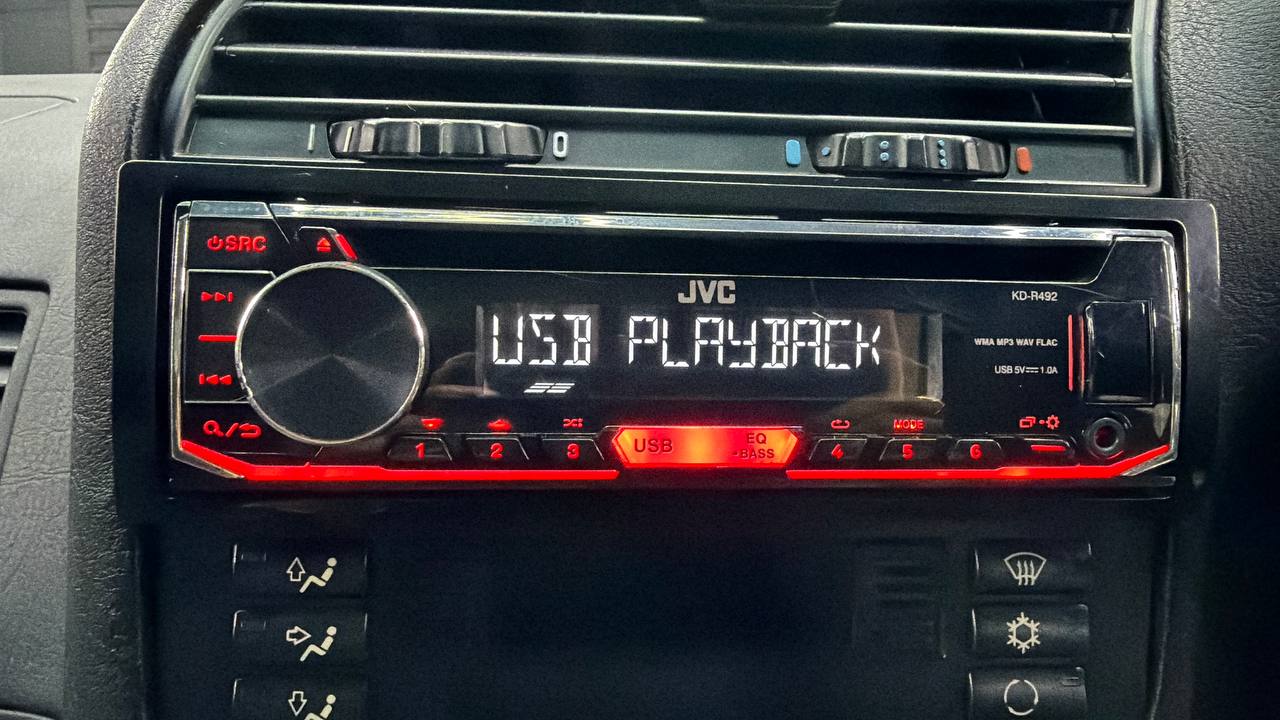 0
SRC
JVC
KD-R492
USB PLAYBACK
WMA MP3 WAV FLAC
USB 5V 1.0A
MODE
1 2 3
USB
EQ
•BASS
4 5 6